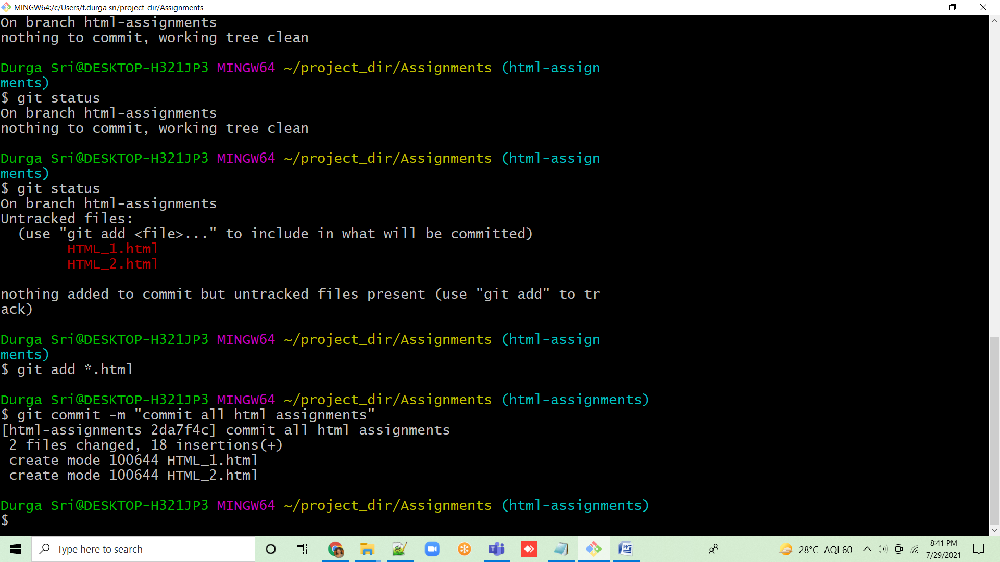 MINGW64:/c/Users/t.durga sri/project_dir/Assignments
On branch html-assignments
nothing to commit, working tree clean
Durga Sri@DESKTOP-H321JP3 MINGW64 ~/project_dir/Assignments (html-assign
ments)
$ git status
On branch html-assignments
nothing to commit, working tree clean
Durga Sri@DESKTOP-H321JP3 MINGW64 ~/project_dir/Assignments (html-assign
ments)
$ git status
On branch html-assignments
Untracked files:
  (use "git add <file>..." to include in what will be committed)
        HTML_1.html
        HTML_2.html
nothing added to commit but untracked files present (use "git add" to tr
ack)
Durga Sri@DESKTOP-H321JP3 MINGW64 ~/project_dir/Assignments (html-assign
ments)
$ git add *.html
Durga Sri@DESKTOP-H321JP3 MINGW64 ~/project_dir/Assignments (html-assignments)
$ git commit -m "commit all html assignments"
[html-assignments 2da7f4c] commit all html assignments
 2 files changed, 18 insertions(+)
 create mode 100644 HTML_1.html
 create mode 100644 HTML_2.html
Durga Sri@DESKTOP-H321JP3 MINGW64 ~/project_dir/Assignments (html-assignments)
$
Type here to search
28°C AQI 60
8:41 PM
7/29/2021